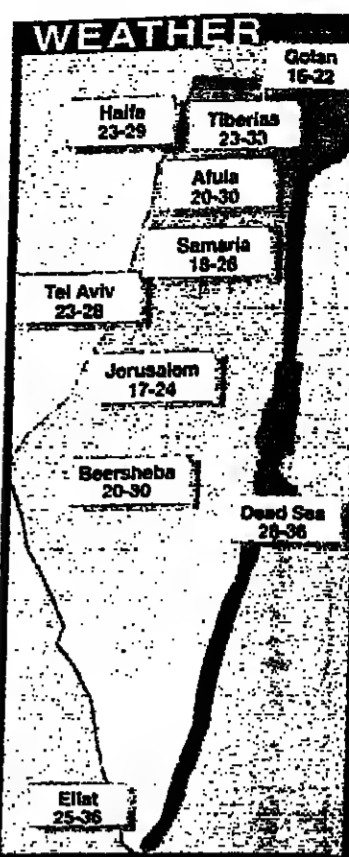 WEATHER
Golan
16-22
Haifa
23-29
Tiberias
23-33
Afula
20-30
Samaria
18-26
Tel Aviv
23-28
Jerusalem
17-24
Beersheba
20-30
Dead Sea
28-36
Eilat
25-36